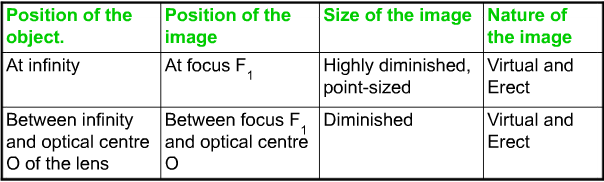 Position of the object. Position of the image Size of the image Nature of the image
At infinity At focus F1 Highly diminished, point-sized Virtual and Erect
Between infinity and optical centre O of the lens Between focus F1 and optical centre O Diminished Virtual and Erect